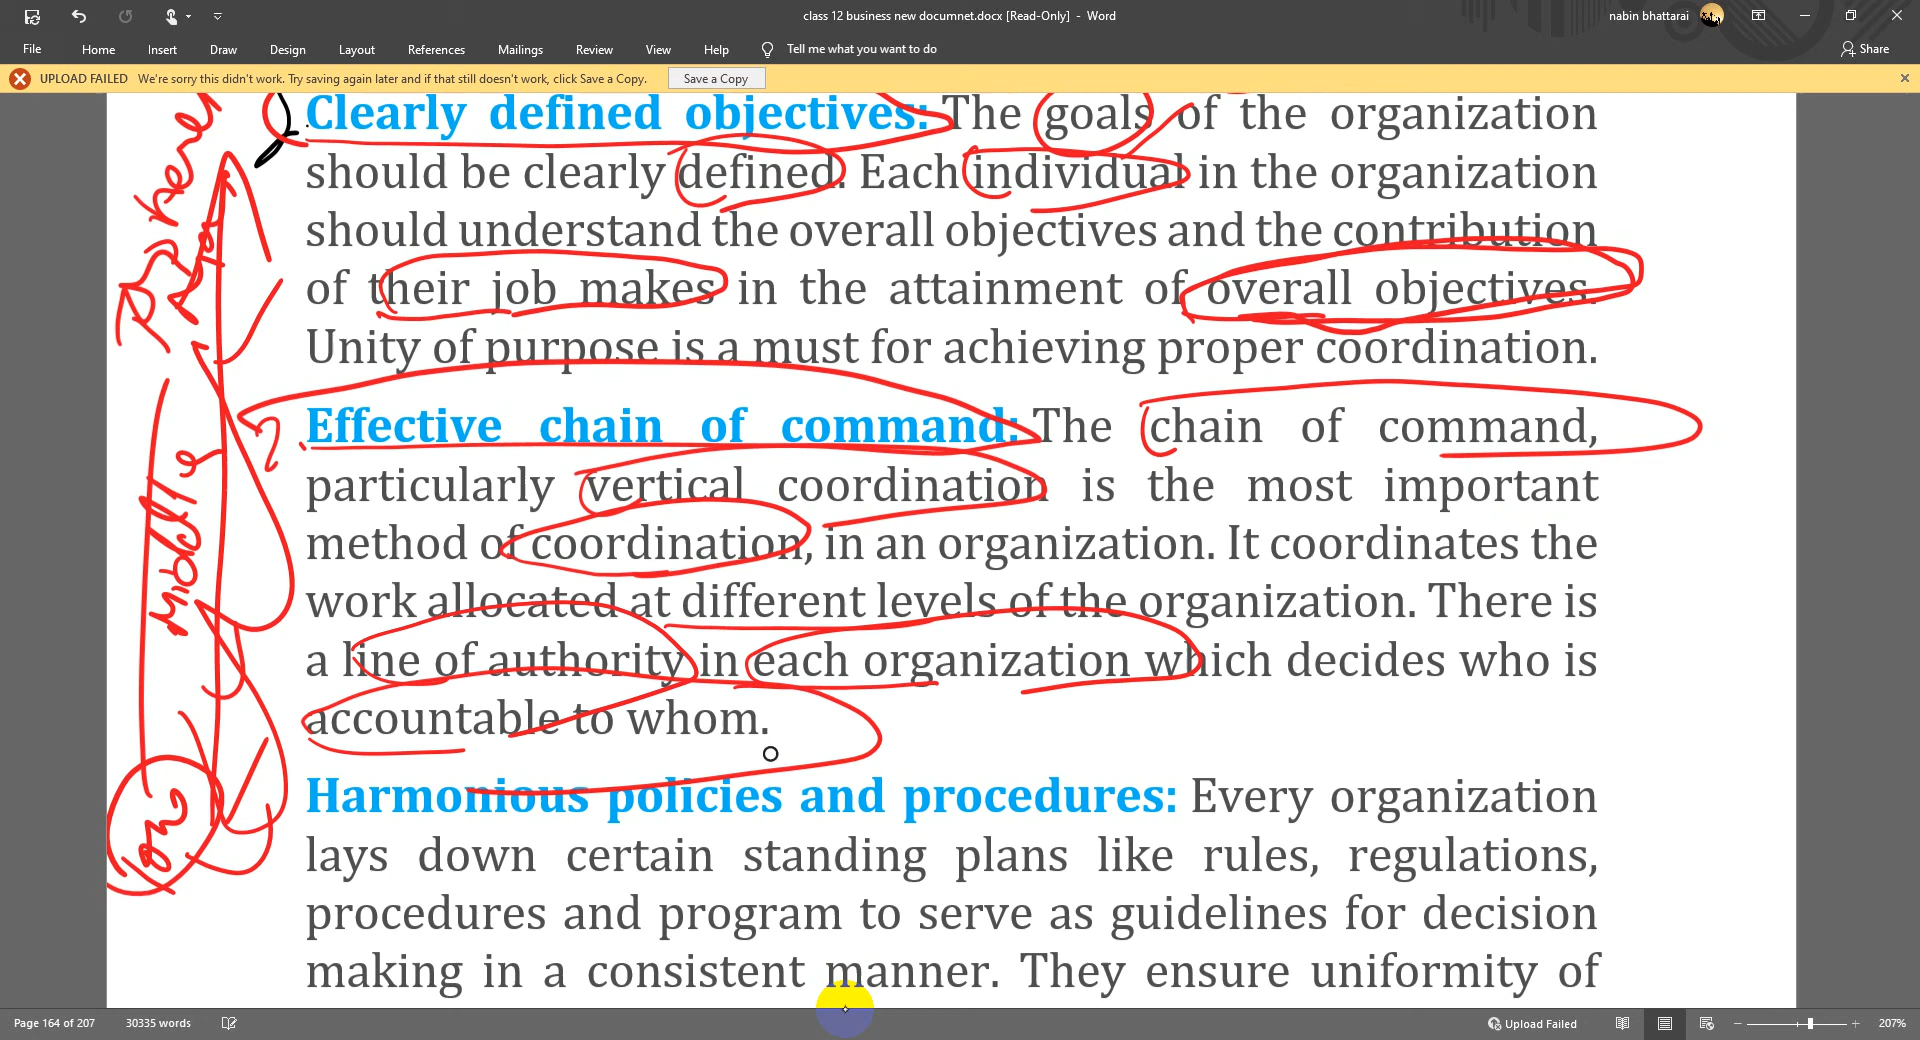 class 12 business new documnet.docx [Read-Only] - Word
nabin bhattarai
File Home Insert Draw Design Layout References Mailings Review View Help Tell me what you want to do Share
UPLOAD FAILED We're sorry this didn't work. Try saving again later and if that still doesn't work, click Save a Copy. Save a Copy
Clearly defined objectives: The goals of the organization
should be clearly defined. Each individual in the organization
should understand the overall objectives and the contribution
of their job makes in the attainment of overall objectives.
Unity of purpose is a must for achieving proper coordination.
2
Effective chain of command: The chain of command,
particularly vertical coordination is the most important
method of coordination, in an organization. It coordinates the
work allocated at different levels of the organization. There is
a line of authority in each organization which decides who is
accountable to whom.
Middle
Harmonious policies and procedures: Every organization
lays down certain standing plans like rules, regulations,
procedures and program to serve as guidelines for decision
making in a consistent manner. They ensure uniformity of
Page 164 of 207 30335 words Upload Failed 207%